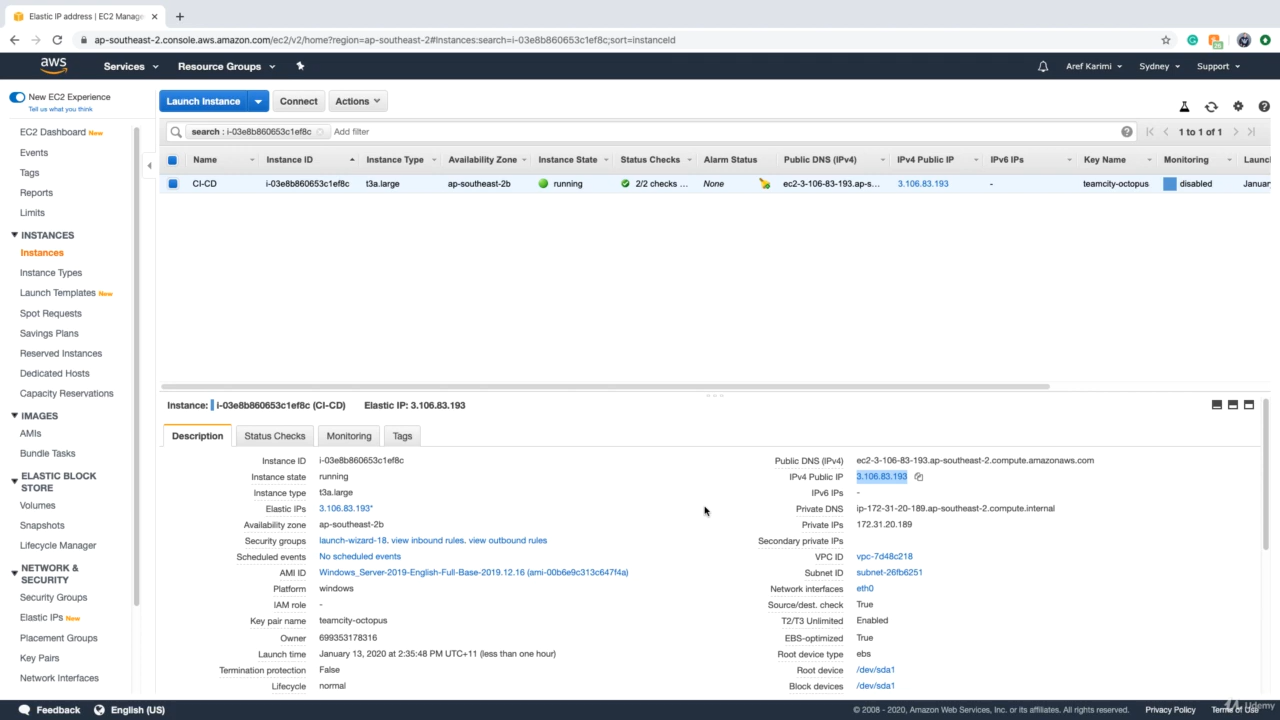 Elastic IP address | EC2 Manage
ap-southeast-2.console.aws.amazon.com/ec2/v2/home?region=ap-southeast-2#Instances:search=i-03e8b860653c1ef8c;sort=instanceId
aws Services Resource Groups Aref Karimi Sydney Support
New EC2 Experience
Tell us what you think
Launch Instance Connect Actions
search : i-03e8b860653c1ef8c Add filter 1 to 1 of 1
Name Instance ID Instance Type Availability Zone Instance State Status Checks Alarm Status Public DNS (IPv4) IPv4 Public IP IPv6 IPs Key Name Monitoring Launch
CI-CD i-03e8b860653c1ef8c t3a.large ap-southeast-2b running 2/2 checks ... None ec2-3-106-83-193.ap-s... 3.106.83.193 - teamcity-octopus disabled Januar
EC2 Dashboard New
Events
Tags
Reports
Limits
INSTANCES
Instances
Instance Types
Launch Templates New
Spot Requests
Savings Plans
Reserved Instances
Dedicated Hosts
Capacity Reservations
IMAGES
AMIs
Bundle Tasks
ELASTIC BLOCK
STORE
Volumes
Snapshots
Lifecycle Manager
NETWORK &
SECURITY
Security Groups
Elastic IPs New
Placement Groups
Key Pairs
Network Interfaces
Instance: i-03e8b860653c1ef8c (CI-CD) Elastic IP: 3.106.83.193
Description Status Checks Monitoring Tags
Instance ID i-03e8b860653c1ef8c
Instance state running
Instance type t3a.large
Elastic IPs 3.106.83.193*
Availability zone ap-southeast-2b
Security groups launch-wizard-18. view inbound rules. view outbound rules
Scheduled events No scheduled events
AMI ID Windows_Server-2019-English-Full-Base-2019.12.16 (ami-00b6e9c313c647f4a)
Platform windows
IAM role -
Key pair name teamcity-octopus
Owner 699353178316
Launch time January 13, 2020 at 2:35:48 PM UTC+11 (less than one hour)
Termination protection False
Lifecycle normal
Public DNS (IPv4) ec2-3-106-83-193.ap-southeast-2.compute.amazonaws.com
IPv4 Public IP 3.106.83.193
IPv6 IPs -
Private DNS ip-172-31-20-189.ap-southeast-2.compute.internal
Private IPs 172.31.20.189
Secondary private IPs
VPC ID vpc-7d48c218
Subnet ID subnet-26fb6251
Network interfaces eth0
Source/dest. check True
T2/T3 Unlimited Enabled
EBS-optimized True
Root device type ebs
Root device /dev/sda1
Block devices /dev/sda1
Feedback English (US) © 2008 - 2020, Amazon Web Services, Inc. or its affiliates. All rights reserved. Privacy Policy Terms of Use
Udemy